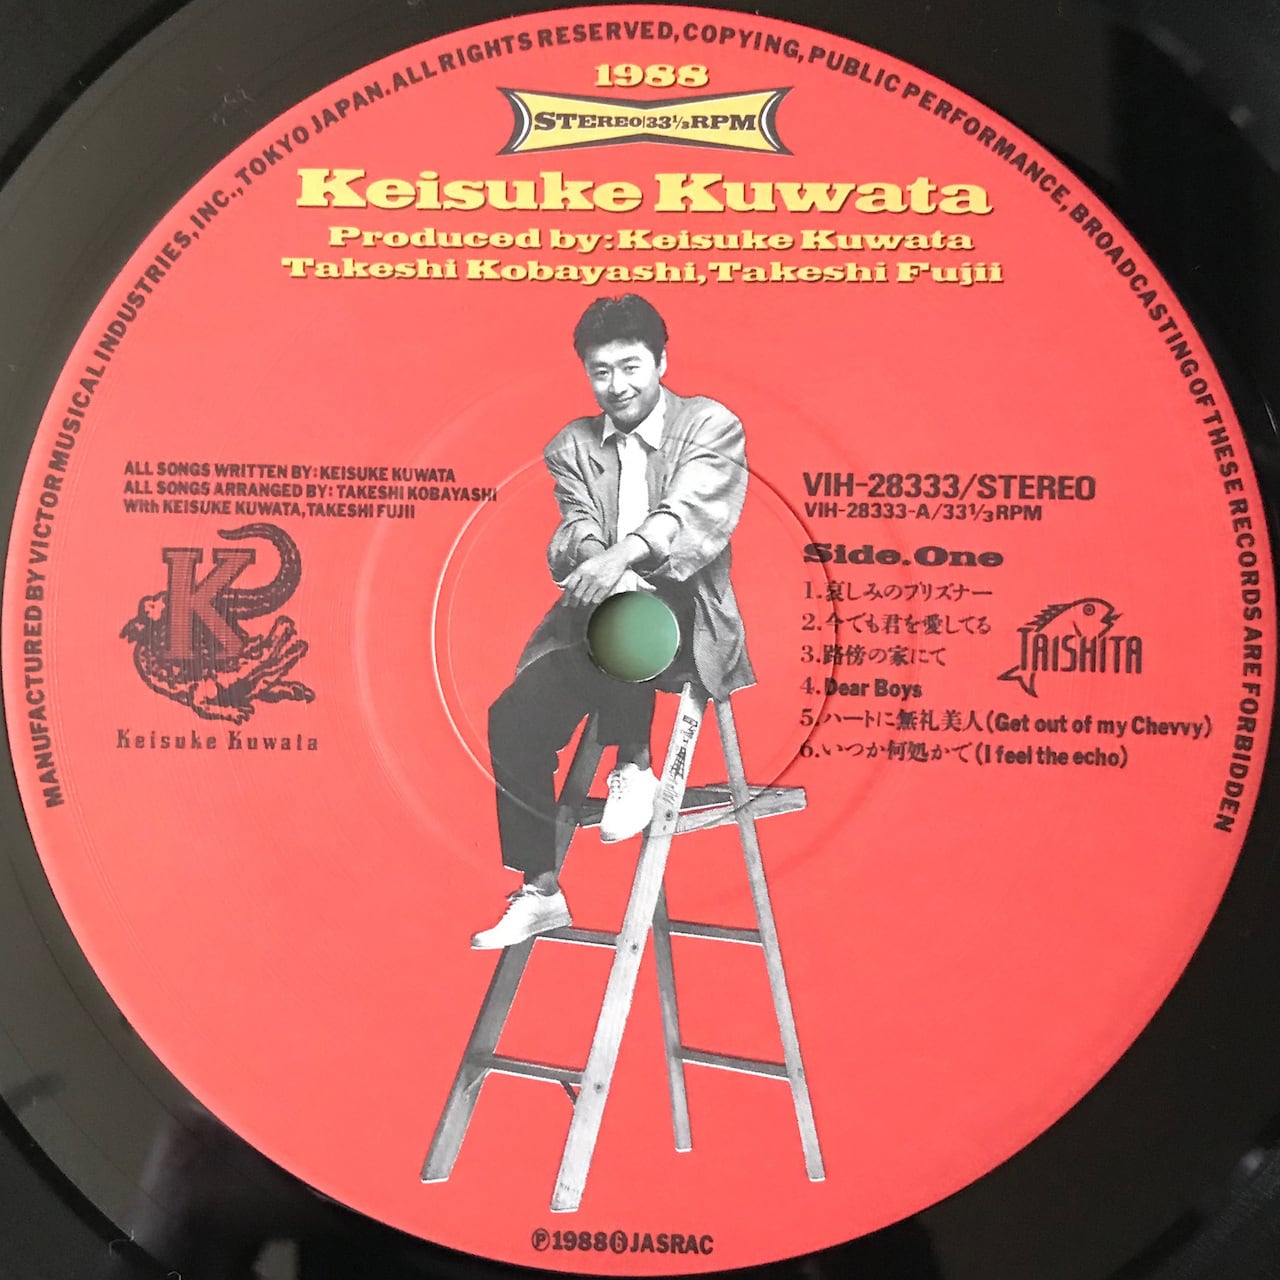 MANUFACTURED BY VICTOR MUSICAL INDUSTRIES, INC., TOKYO JAPAN. ALL RIGHTS RESERVED, COPYING, PUBLIC PERFORMANCE, BROADCASTING OF THESE RECORDS ARE FORBIDDEN
1988
STEREO|33⅓RPM
Keisuke Kuwata
Produced by:Keisuke Kuwata
Takeshi Kobayashi,Takeshi Fujii
ALL SONGS WRITTEN BY:KEISUKE KUWATA
ALL SONGS ARRANGED BY: TAKESHI KOBAYASHI
With KEISUKE KUWATA,TAKESHI FUJII
K
Keisuke Kuwata
VIH-28333/STEREO
VIH-28333-A/33⅓RPM
Side.One
1.哀しみのプリズナー
2.今でも君を愛してる
3.路傍の家にて
4.Dear Boys
5.ハートに無礼美人(Get out of my Chevvy)
6.いつか何処かで(I feel the echo)
TAISHITA
Ⓟ1988⑥JASRAC